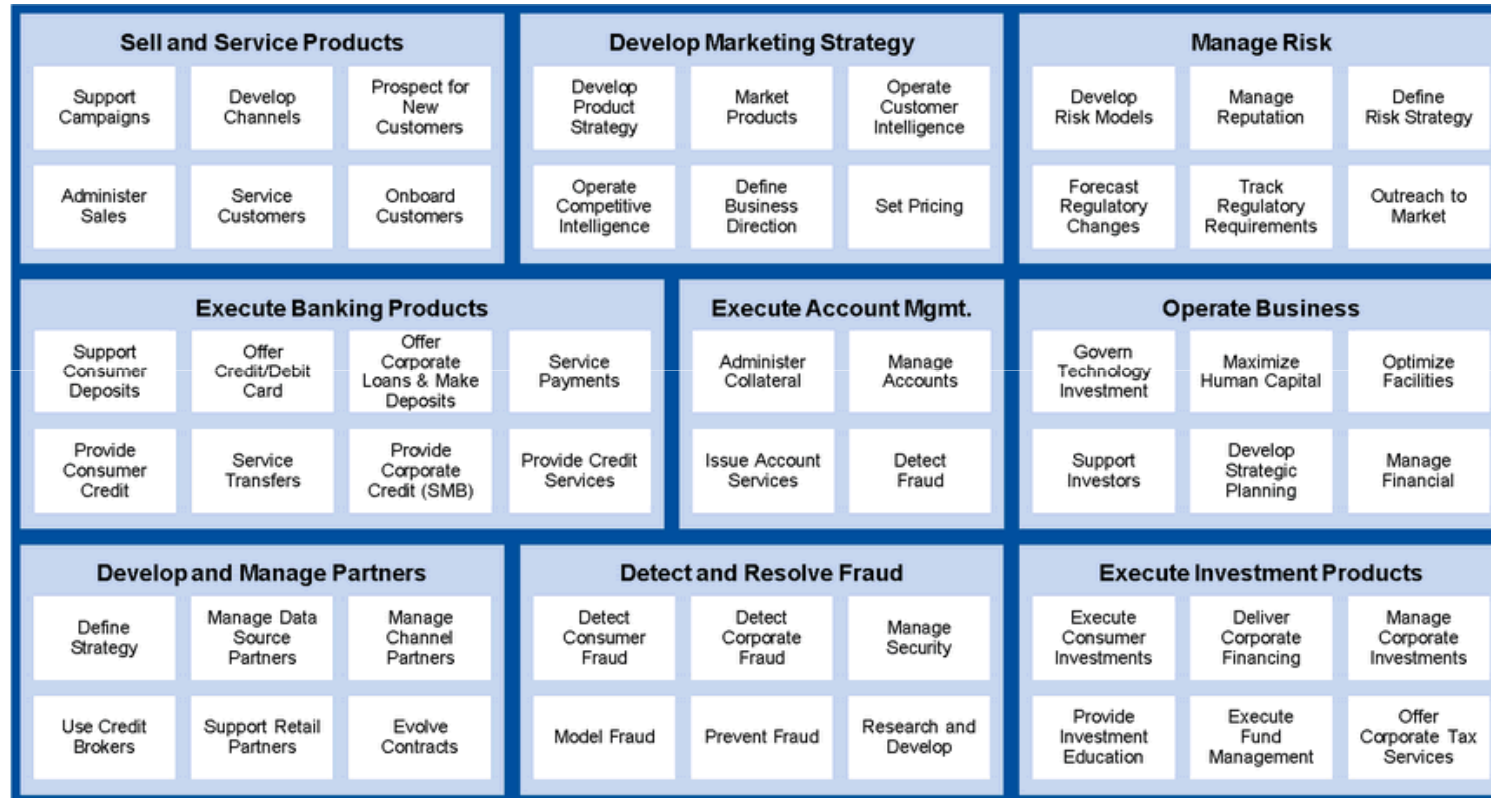 Sell and Service Products
Support
Campaigns
Develop
Channels
Prospect for
New
Customers
Administer
Sales
Service
Customers
Onboard
Customers
Develop Marketing Strategy
Develop
Product
Strategy
Market
Products
Operate
Customer
Intelligence
Operate
Competitive
Intelligence
Define
Business
Direction
Set Pricing
Manage Risk
Develop
Risk Models
Manage
Reputation
Define
Risk Strategy
Forecast
Regulatory
Changes
Track
Regulatory
Requirements
Outreach to
Market
Execute Banking Products
Support
Consumer
Deposits
Offer
Credit/Debit
Card
Offer
Corporate
Loans & Make
Deposits
Service
Payments
Provide
Consumer
Credit
Service
Transfers
Provide
Corporate
Credit (SMB)
Provide Credit
Services
Execute Account Mgmt.
Administer
Collateral
Manage
Accounts
Issue Account
Services
Detect
Fraud
Operate Business
Govern
Technology
Investment
Maximize
Human Capital
Optimize
Facilities
Support
Investors
Develop
Strategic
Planning
Manage
Financial
Develop and Manage Partners
Define
Strategy
Manage Data
Source
Partners
Manage
Channel
Partners
Use Credit
Brokers
Support Retail
Partners
Evolve
Contracts
Detect and Resolve Fraud
Detect
Consumer
Fraud
Detect
Corporate
Fraud
Manage
Security
Model Fraud
Prevent Fraud
Research and
Develop
Execute Investment Products
Execute
Consumer
Investments
Deliver
Corporate
Financing
Manage
Corporate
Investments
Provide
Investment
Education
Execute
Fund
Management
Offer
Corporate Tax
Services